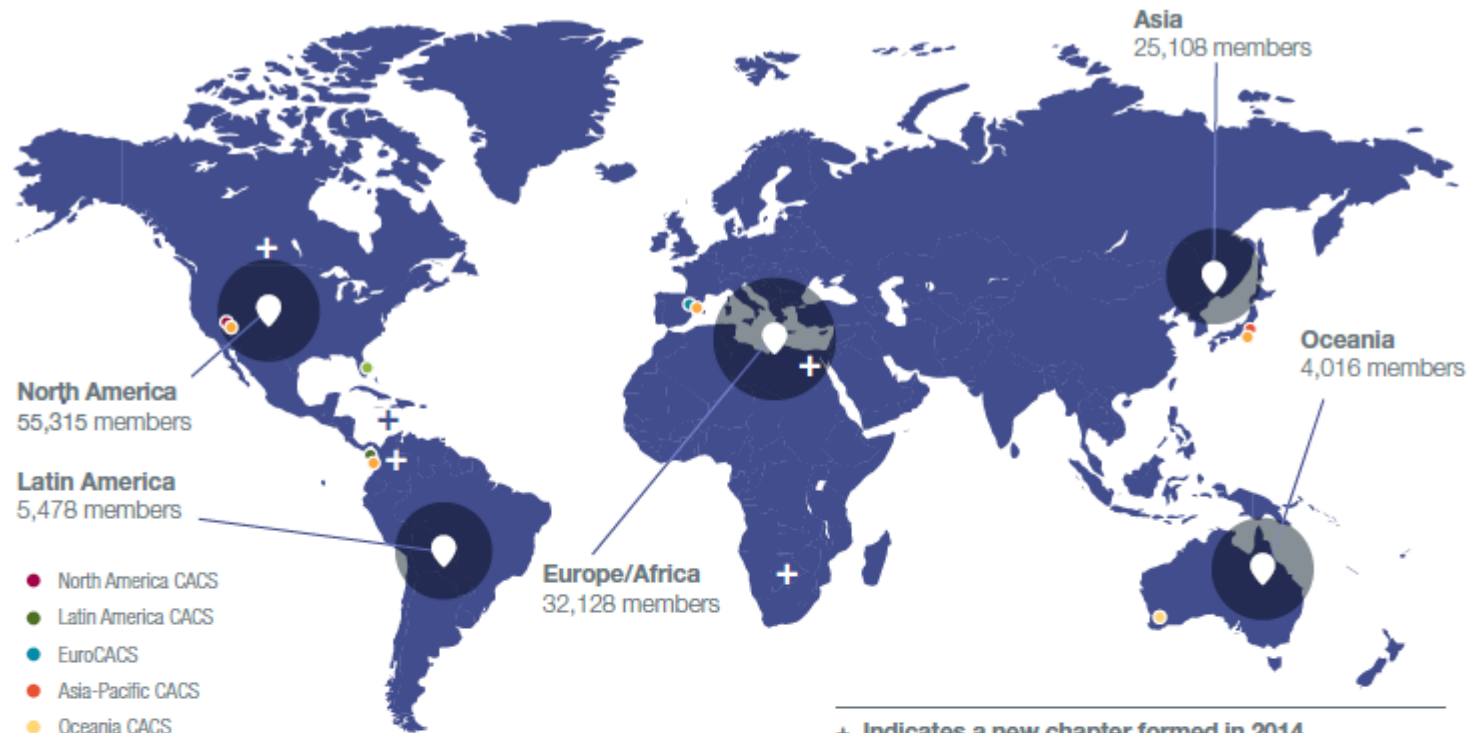 Asia
25,108 members
Oceania
4,016 members
North America
55,315 members
Latin America
5,478 members
Europe/Africa
32,128 members
North America CACS
Latin America CACS
EuroCACS
Asia-Pacific CACS
Oceania CACS
+ Indicates a new chapter formed in 2014